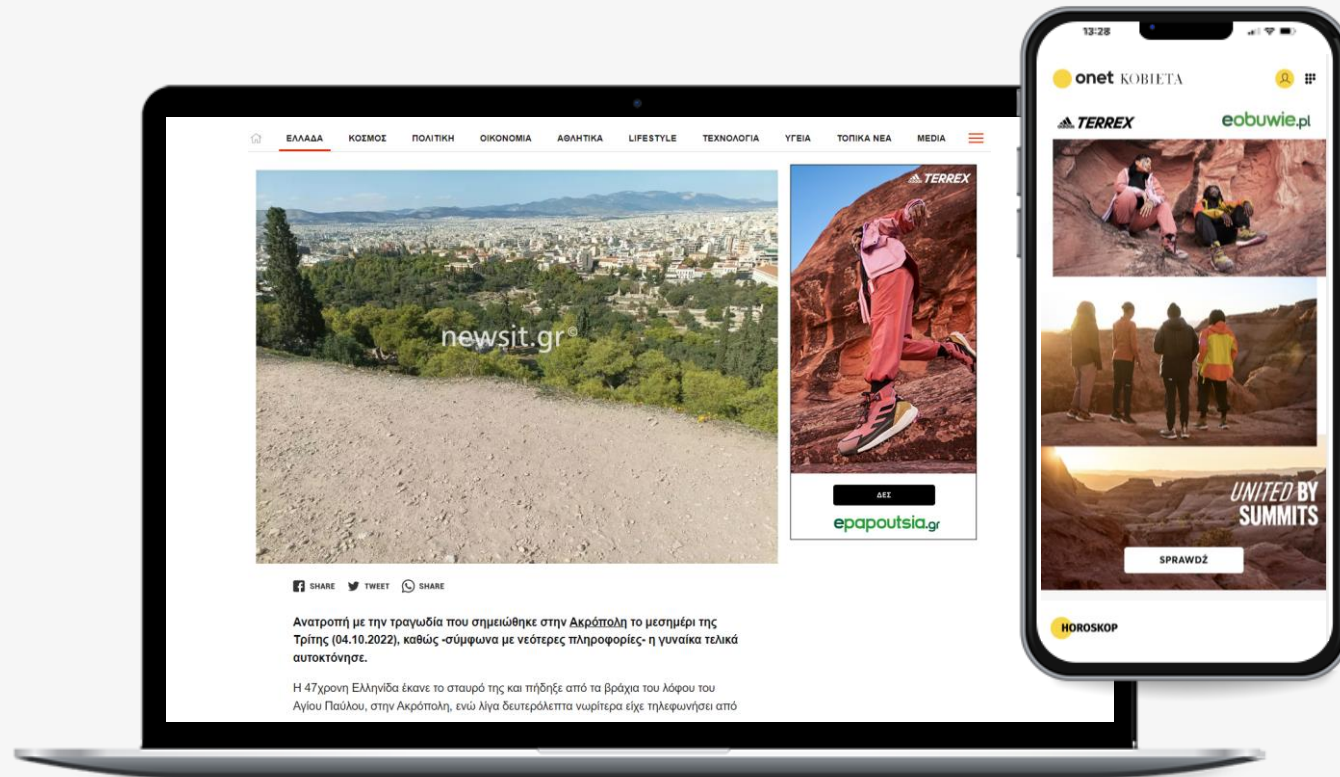 ΕΛΛΑΔΑ ΚΟΣΜΟΣ ΠΟΛΙΤΙΚΗ ΟΙΚΟΝΟΜΙΑ ΑΘΛΗΤΙΚΑ LIFESTYLE ΤΕΧΝΟΛΟΓΙΑ ΥΓΕΙΑ ΤΟΠΙΚΑ ΝΕΑ MEDIA
newsit.gr®
TERREX
ΔΕΣ
epapoutsia.gr
SHARE TWEET SHARE
Ανατροπή με την τραγωδία που σημειώθηκε στην Ακρόπολη το μεσημέρι της
Τρίτης (04.10.2022), καθώς -σύμφωνα με νεότερες πληροφορίες- η γυναίκα τελικά
αυτοκτόνησε.
Η 47χρονη Ελληνίδα έκανε το σταυρό της και πήδηξε από τα βράχια του λόφου του
Αγίου Παύλου, στην Ακρόπολη, ενώ λίγα δευτερόλεπτα νωρίτερα είχε τηλεφωνήσει από
13:28
onet KOBIETA
TERREX eobuwie.pl
UNITED BY
SUMMITS
SPRAWDŹ
HOROSKOP